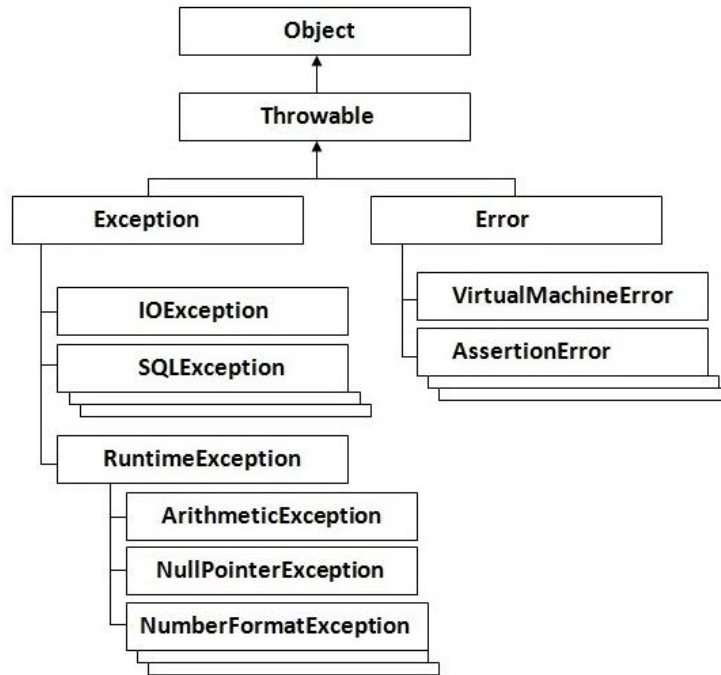 Object
Throwable
Exception
Error
IOException
SQLException
RuntimeException
ArithmeticException
NullPointerException
NumberFormatException
VirtualMachineError
AssertionError